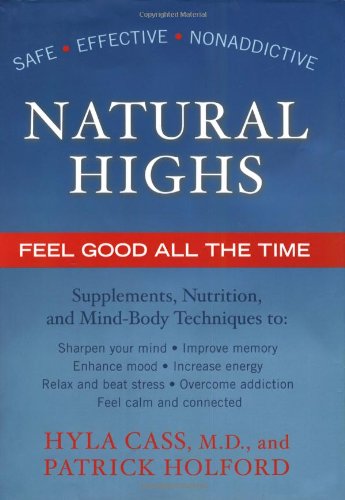 SAFE • EFFECTIVE • NONADDICTIVE
NATURAL
HIGHS
FEEL GOOD ALL THE TIME
Supplements, Nutrition,
and Mind-Body Techniques to:
Sharpen your mind • Improve memory
Enhance mood • Increase energy
Relax and beat stress • Overcome addiction
Feel calm and connected
HYLA CASS, M.D., and
PATRICK HOLFORD